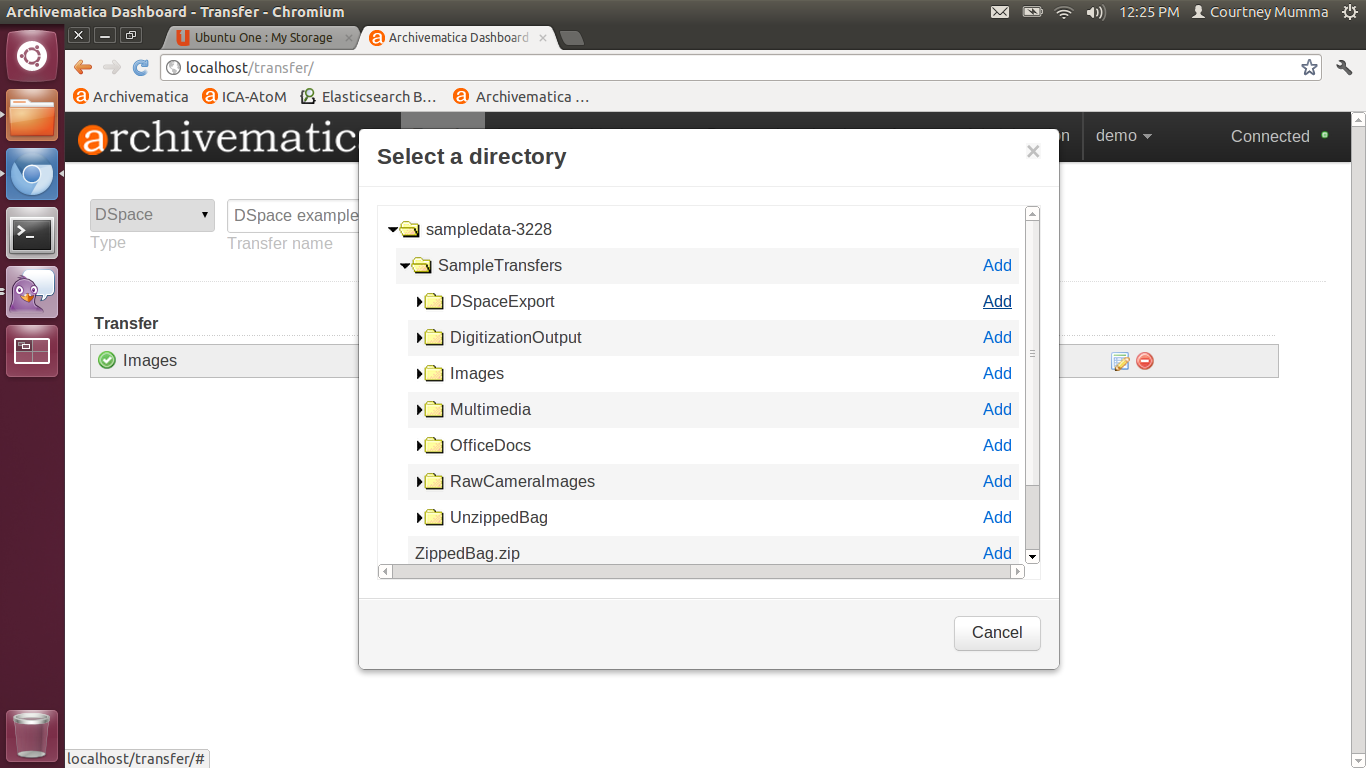 Archivematica Dashboard - Transfer - Chromium
12:25 PM Courtney Mumma
Ubuntu One : My Storage
Archivematica Dashboard
localhost/transfer/
Archivematica ICA-AtoM Elasticsearch B... Archivematica ...
archivematica
on demo Connected
Select a directory
DSpace
DSpace example
Type
Transfer name
sampledata-3228
SampleTransfers Add
DSpaceExport Add
DigitizationOutput Add
Images Add
Multimedia Add
OfficeDocs Add
RawCameraImages Add
UnzippedBag Add
ZippedBag.zip Add
Transfer
Images
Cancel
localhost/transfer/#